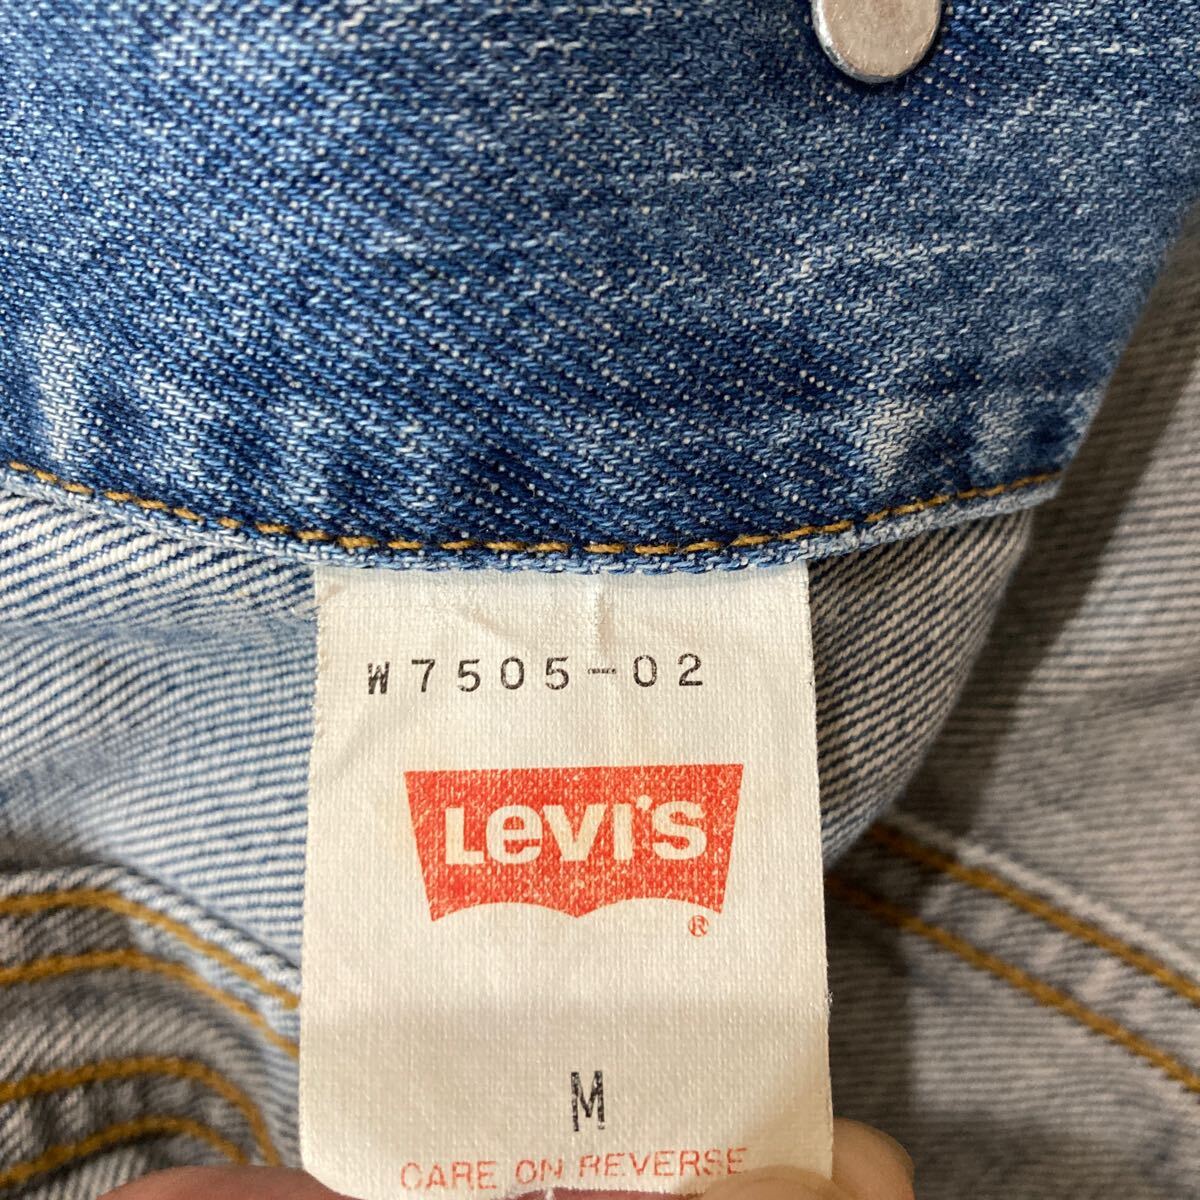 W7505-02
Levi's
®
M
CARE ON REVERSE